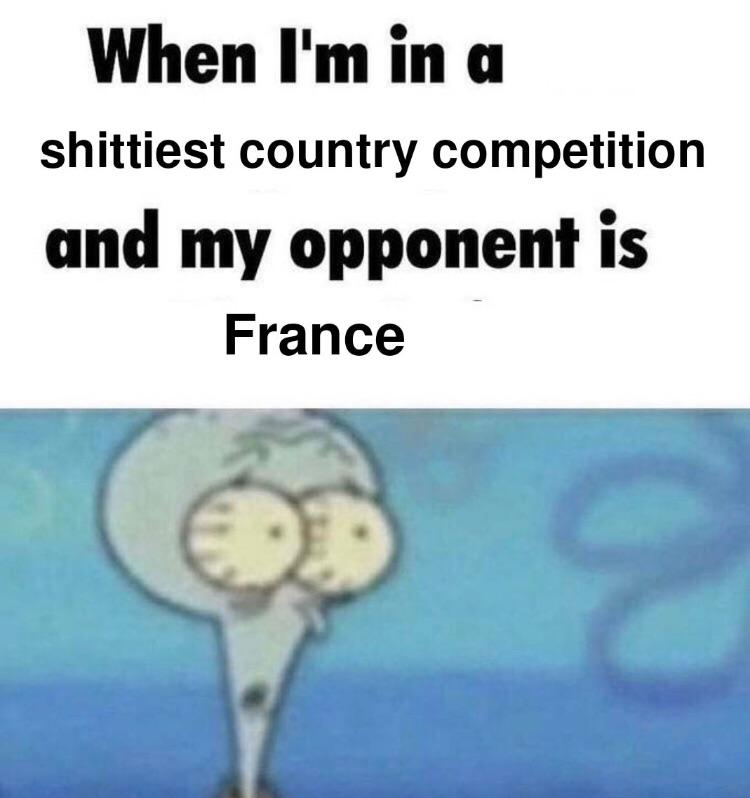 When I'm in a
shittiest country competition
and my opponent is
France